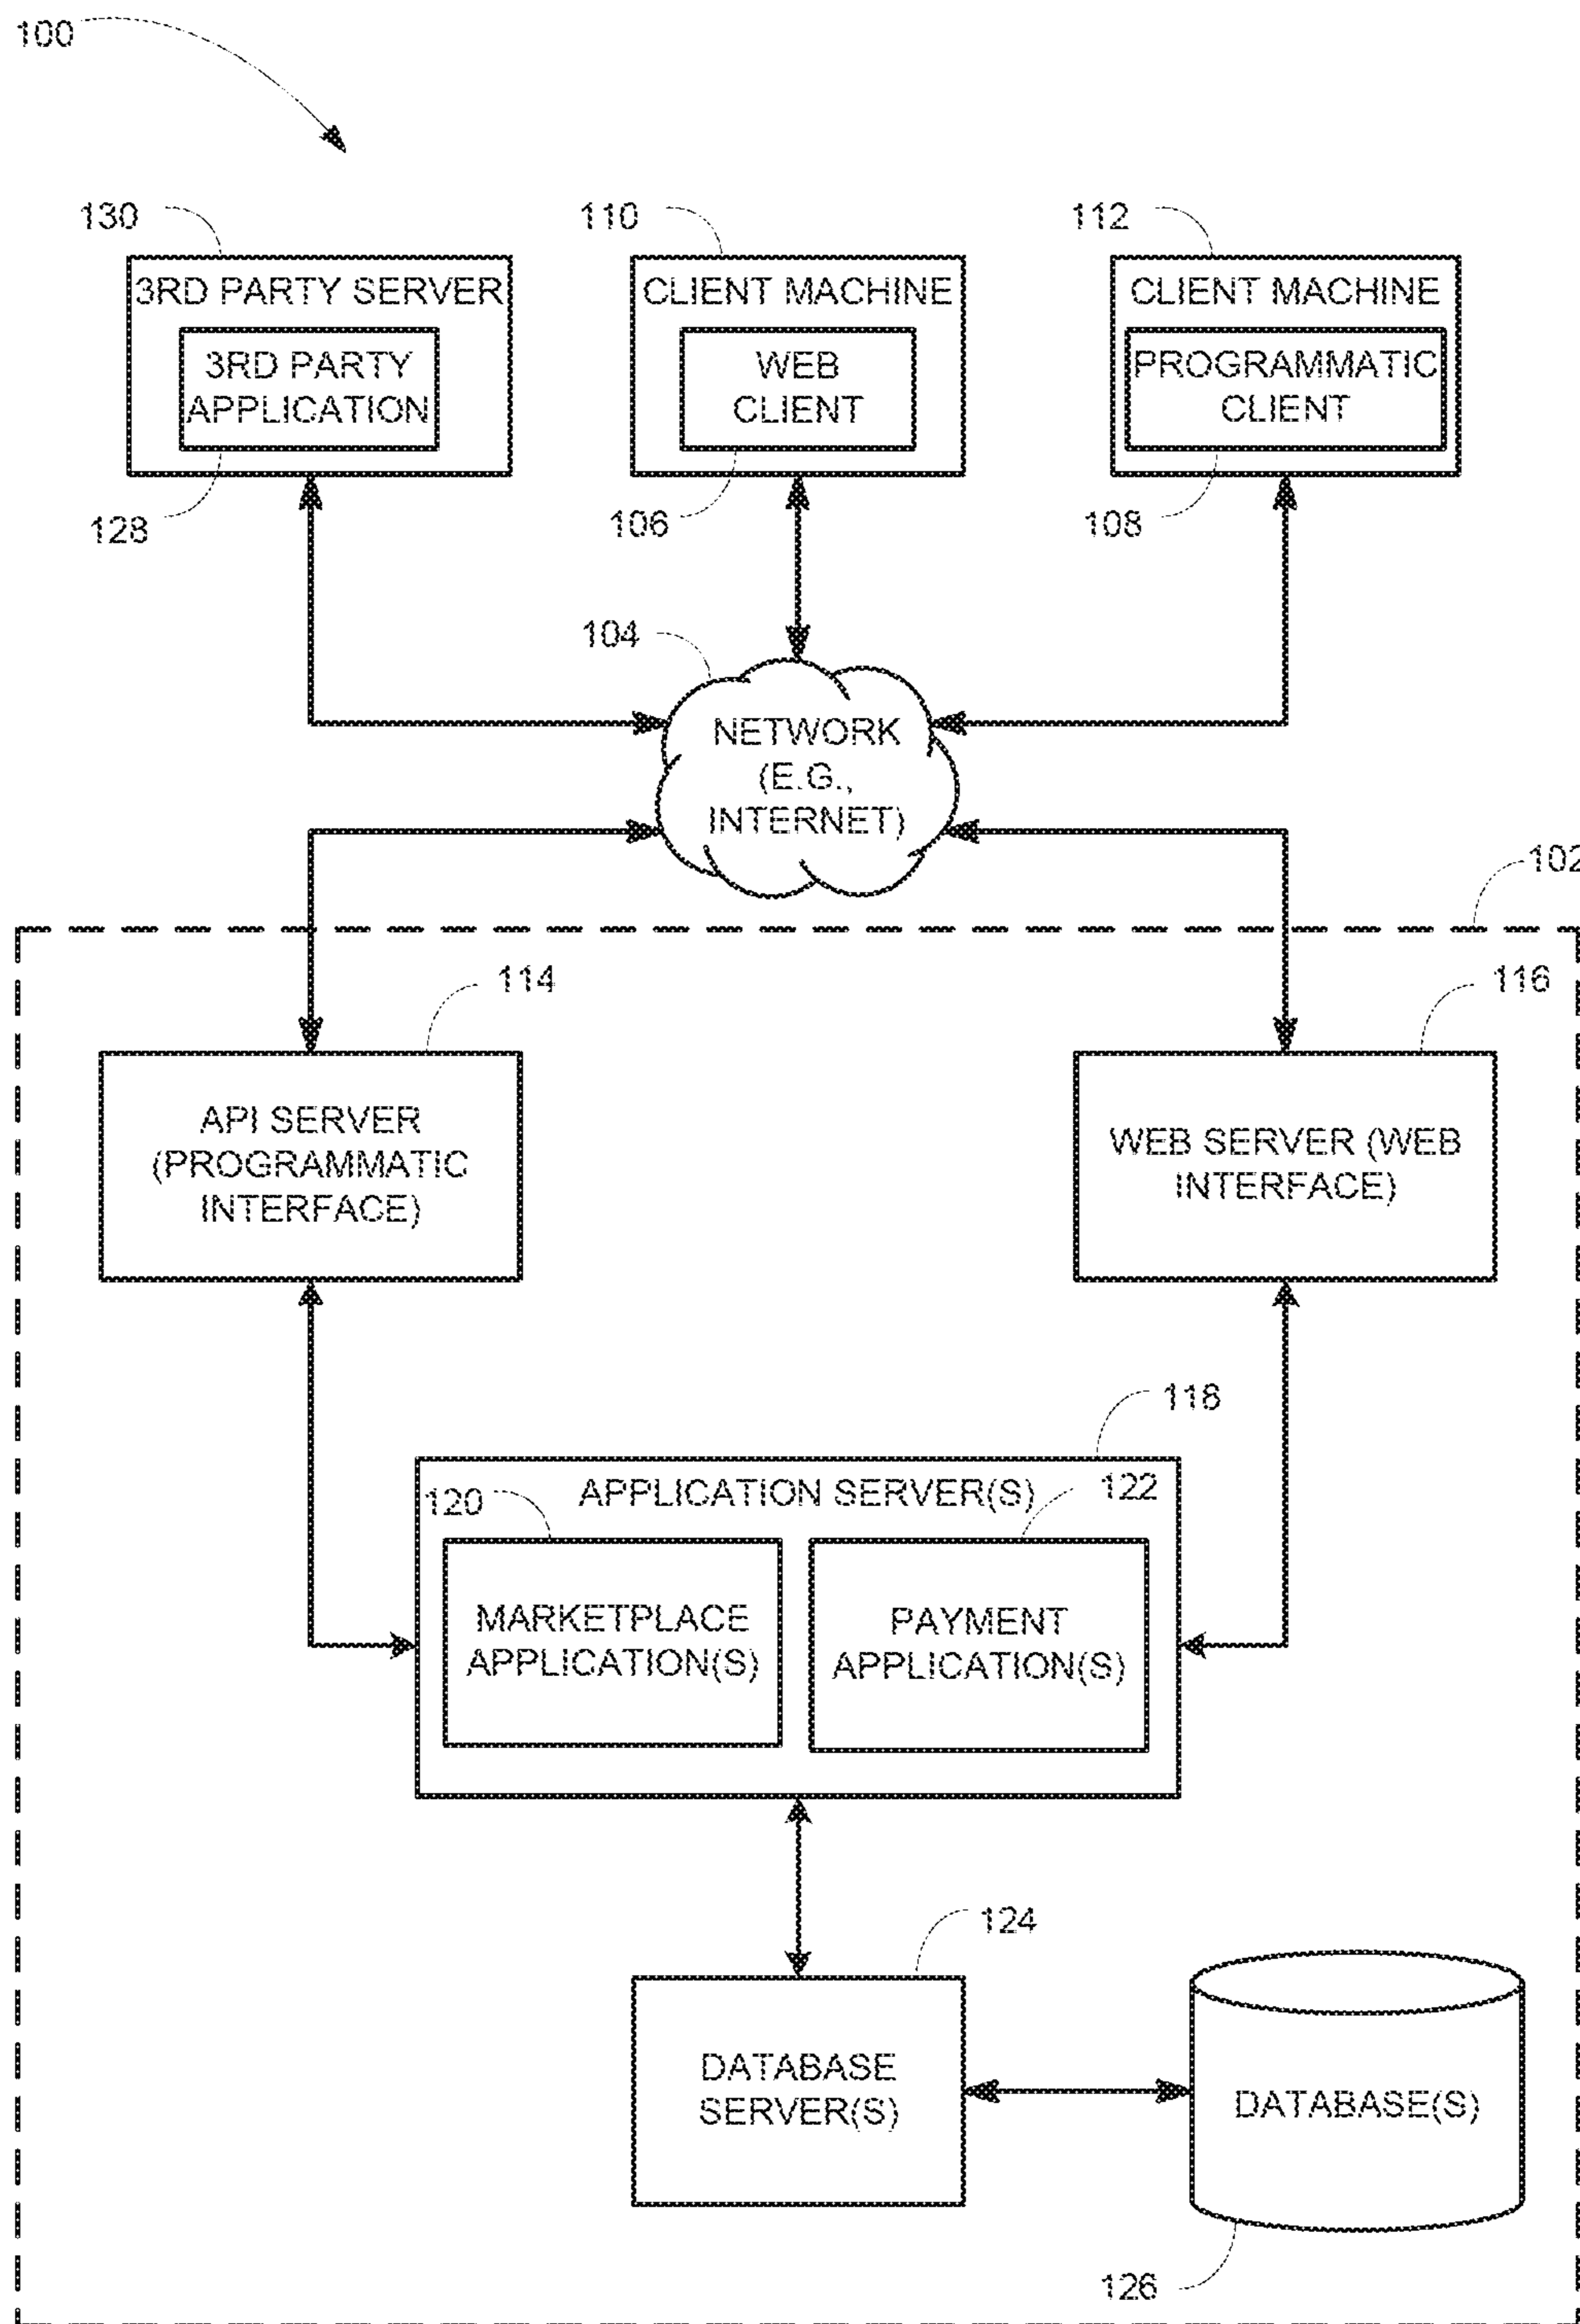 100
130
110
112
3RD PARTY SERVER
CLIENT MACHINE
CLIENT MACHINE
3RD PARTY
APPLICATION
WEB
CLIENT
PROGRAMMATIC
CLIENT
128
106
108
104
NETWORK
(E.G.,
INTERNET)
102
114
116
API SERVER
(PROGRAMMATIC
INTERFACE)
WEB SERVER (WEB
INTERFACE)
118
APPLICATION SERVER(S)
120
122
MARKETPLACE
APPLICATION(S)
PAYMENT
APPLICATION(S)
124
DATABASE
SERVER(S)
DATABASE(S)
126